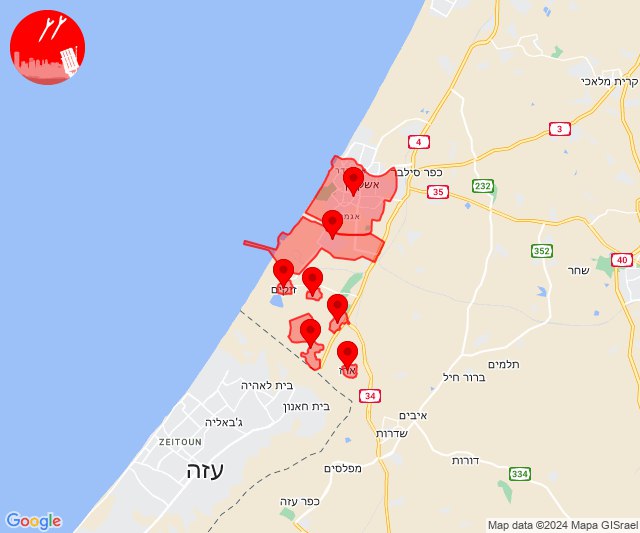 קרית מלאכי
3
4
כפר סילבר
אשקלון
35
232
אגמים
352
40
שחר
זיקים
ארז
תלמים
ברור חיל
34
בית לאהיה
בית חאנון
ג'באליה
איבים
ZEITOUN
שדרות
עזה
מפלסים
דורות
334
כפר עזה
Google
Map data ©2024 Mapa GISrael